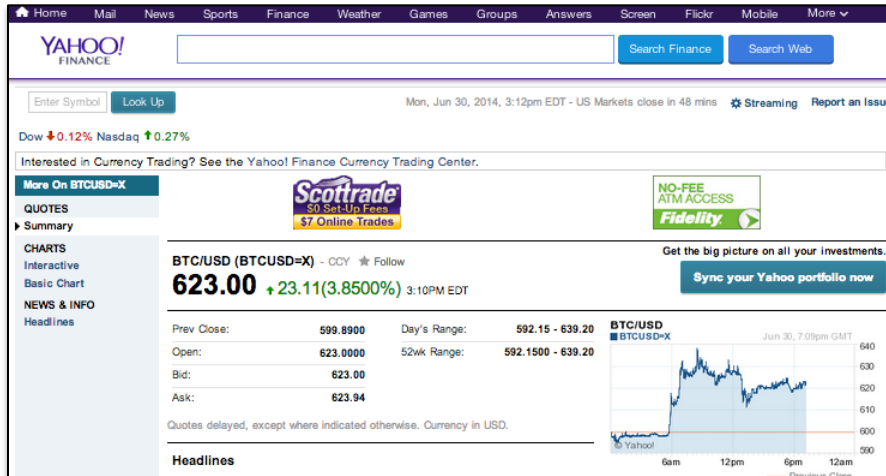 Home Mail News Sports Finance Weather Games Groups Answers Screen Flickr Mobile More
YAHOO!
FINANCE
Search Finance Search Web
Enter Symbol Look Up Mon, Jun 30, 2014, 3:12pm EDT - US Markets close in 48 mins Streaming Report an Issu
Dow 0.12% Nasdaq 0.27%
Interested in Currency Trading? See the Yahoo! Finance Currency Trading Center.
More On BTCUSD=X
QUOTES
Summary
CHARTS
Interactive
Basic Chart
NEWS & INFO
Headlines
Scottrade
$0 Set-Up Fees
$7 Online Trades
NO-FEE
ATM ACCESS
Fidelity
Get the big picture on all your investments.
Sync your Yahoo portfolio now
BTC/USD (BTCUSD=X) - CCY Follow
623.00 23.11(3.8500%) 3:10PM EDT
Prev Close: 599.8900
Open: 623.0000
Bid: 623.00
Ask: 623.94
Day's Range: 592.15 - 639.20
52wk Range: 592.1500 - 639.20
Quotes delayed, except where indicated otherwise. Currency in USD.
Headlines
BTC/USD
BTCUSD=X Jun 30, 7:09pm GMT
640
630
620
610
600
590
© Yahoo!
6am 12pm 6pm 12am
Previous Close